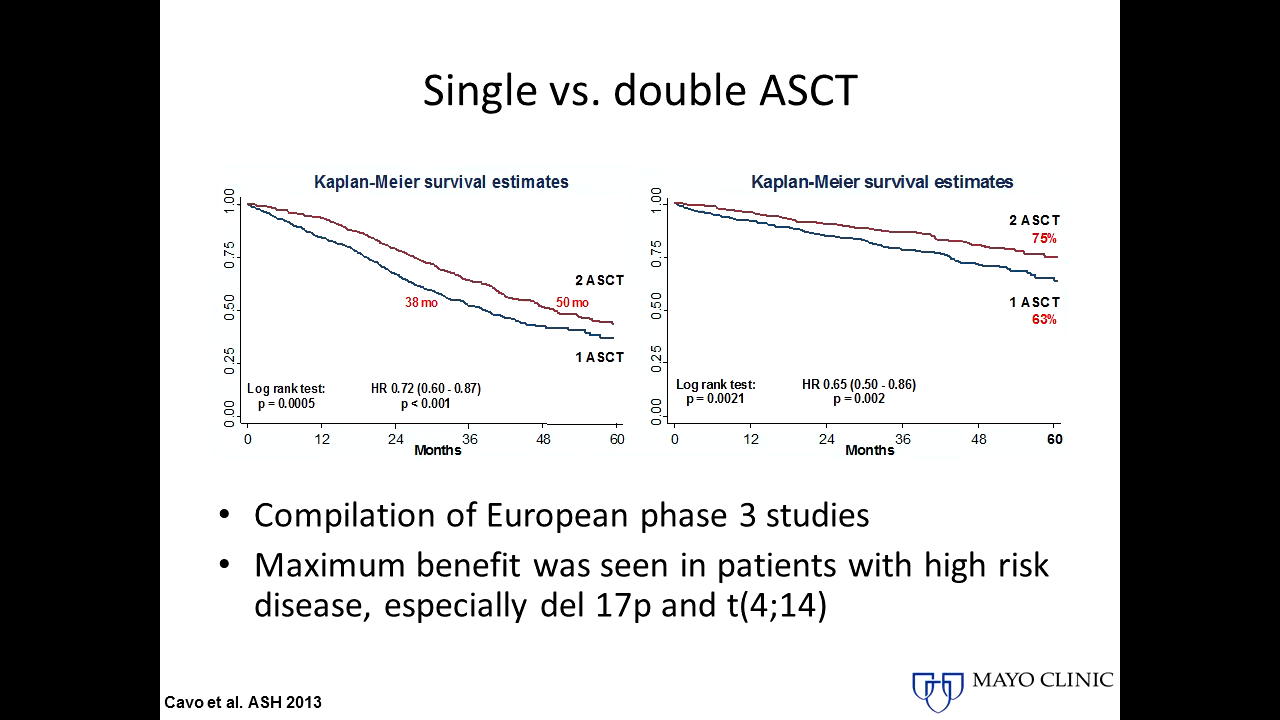 Single vs. double ASCT
Kaplan-Meier survival estimates
1.00
0.75
0.50
0.25
0.00
2 ASCT
38 mo
50 mo
1 ASCT
Log rank test:
p = 0.0005
HR 0.72 (0.60 - 0.87)
p < 0.001
0 12 24 36 48 60
Months
Kaplan-Meier survival estimates
1.00
0.75
0.50
0.25
0.00
2 ASCT
75%
1 ASCT
63%
Log rank test:
p = 0.0021
HR 0.65 (0.50 - 0.86)
p = 0.002
0 12 24 36 48 60
Months
• Compilation of European phase 3 studies
• Maximum benefit was seen in patients with high risk
disease, especially del 17p and t(4;14)
Cavo et al. ASH 2013
MAYO CLINIC